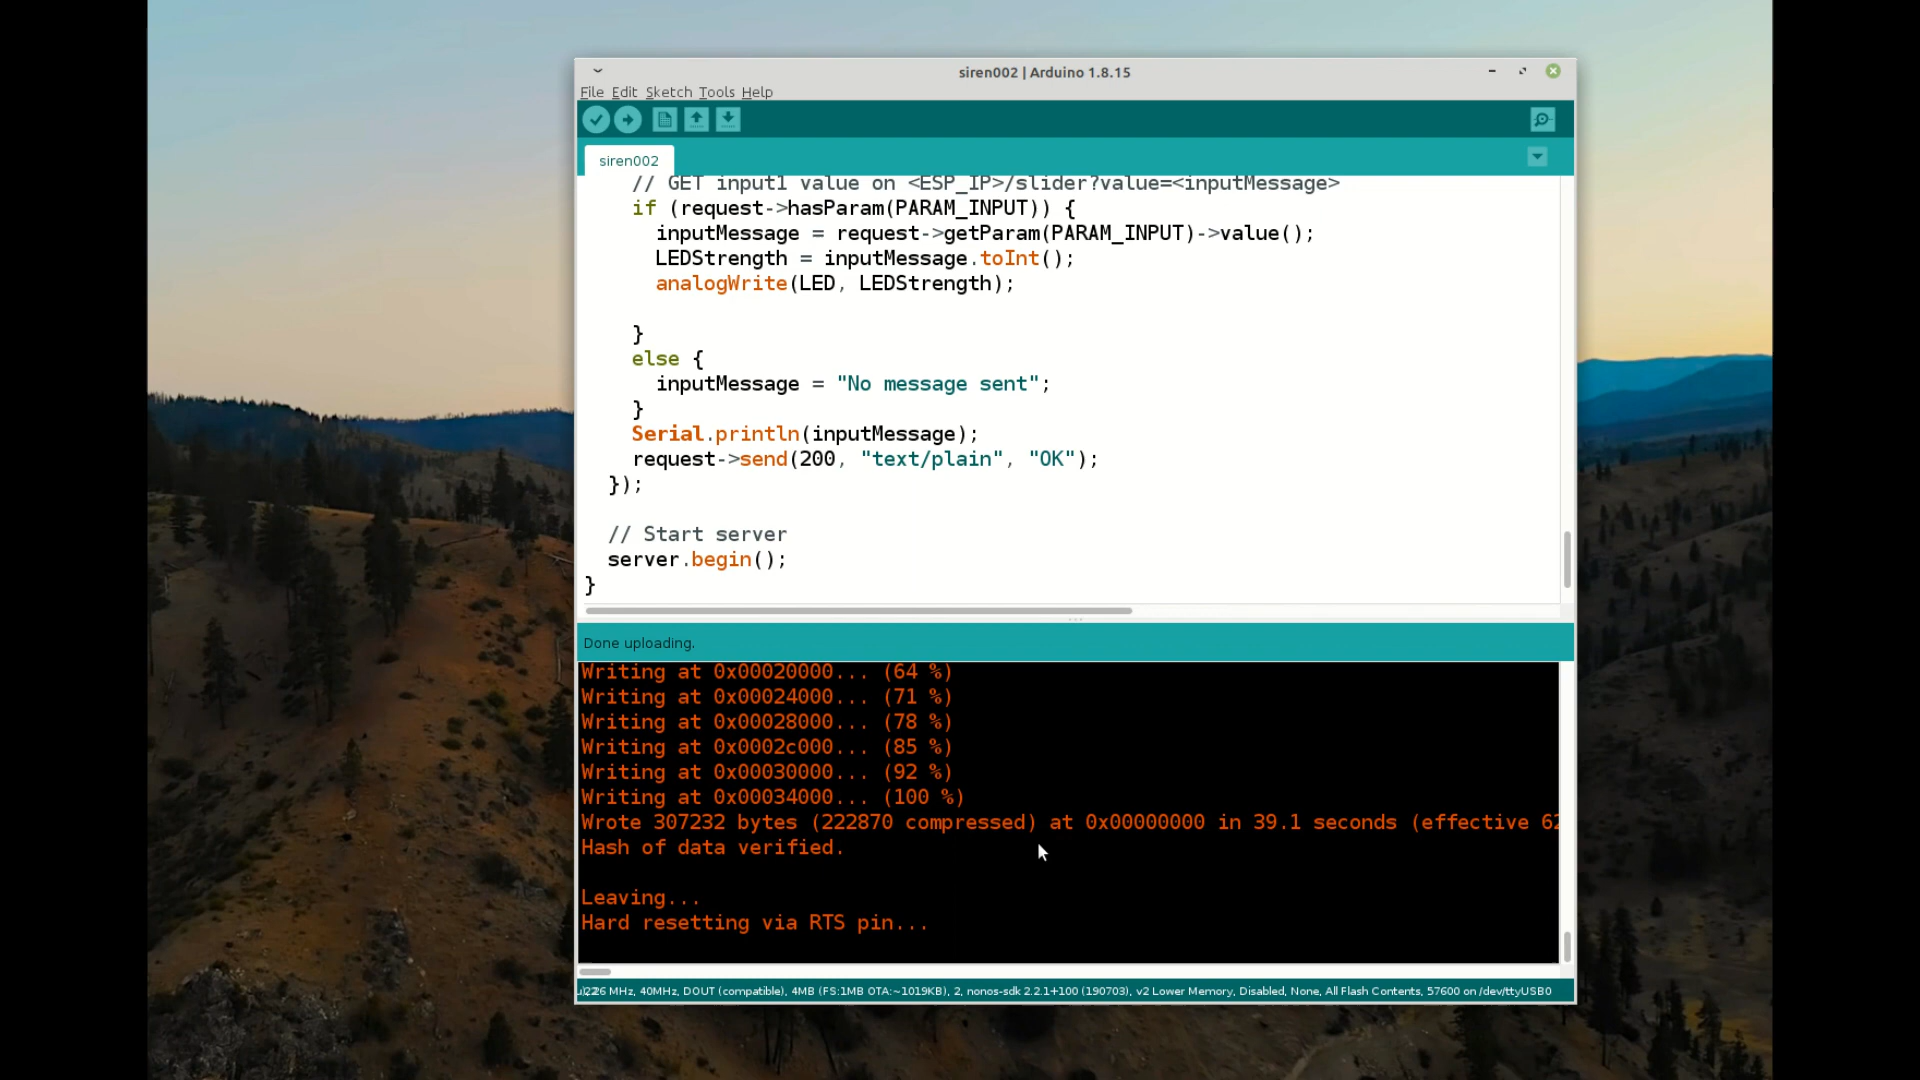 siren002 | Arduino 1.8.15
File Edit Sketch Tools Help
siren002
// GET input1 value on <ESP_IP>/slider?value=<inputMessage>
if (request->hasParam(PARAM_INPUT)) {
inputMessage = request->getParam(PARAM_INPUT)->value();
LEDStrength = inputMessage.toInt();
analogWrite(LED, LEDStrength);
}
else {
inputMessage = "No message sent";
}
Serial.println(inputMessage);
request->send(200, "text/plain", "OK");
});
// Start server
server.begin();
}
Done uploading.
Writing at 0x00020000... (64 %)
Writing at 0x00024000... (71 %)
Writing at 0x00028000... (78 %)
Writing at 0x0002c000... (85 %)
Writing at 0x00030000... (92 %)
Writing at 0x00034000... (100 %)
Wrote 307232 bytes (222870 compressed) at 0x00000000 in 39.1 seconds (effective 62
Hash of data verified.
Leaving...
Hard resetting via RTS pin...
MHz, 40MHz, DOUT (compatible), 4MB (FS:1MB OTA:~1019KB), 2, nonos-sdk 2.2.1+100 (190703), v2 Lower Memory, Disabled, None, All Flash Contents, 57600 on /dev/ttyUSB0